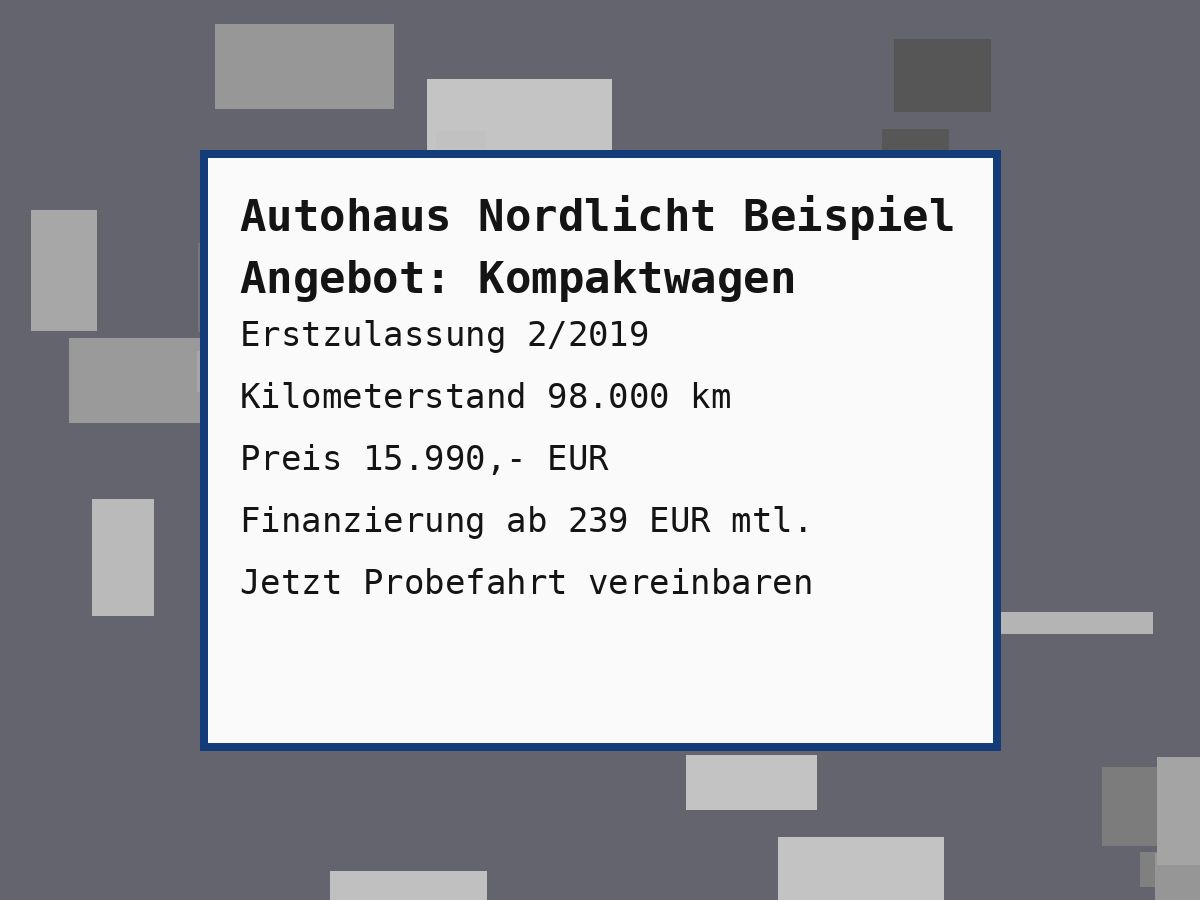 Autohaus Nordlicht Beispiel
Angebot: Kompaktwagen
Erstzulassung 2/2019
Kilometerstand 98.000 km
Preis 15.990,- EUR
Finanzierung ab 239 EUR mtl.
Jetzt Probefahrt vereinbaren